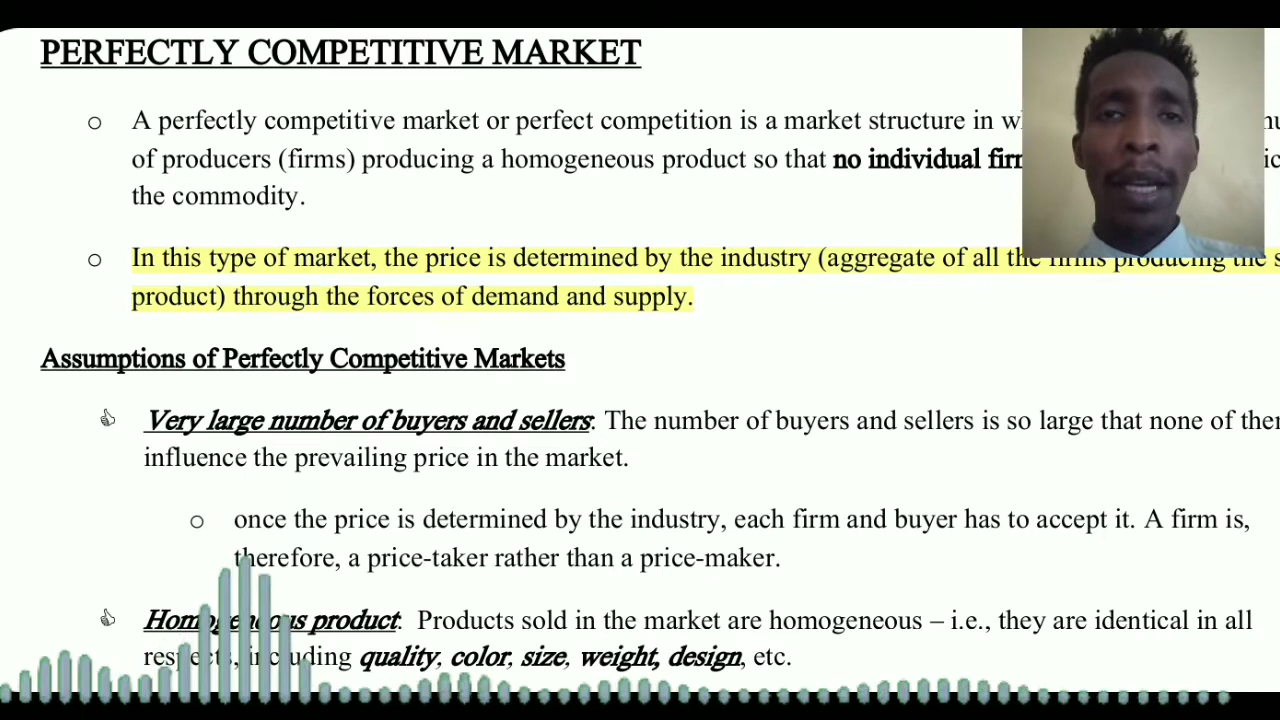 PERFECTLY COMPETITIVE MARKET
o A perfectly competitive market or perfect competition is a market structure in
of producers (firms) producing a homogeneous product so that no individual
the commodity.
o In this type of market, the price is determined by the industry (aggregate of all the firms producing the
product) through the forces of demand and supply.
Assumptions of Perfectly Competitive Markets
Very large number of buyers and sellers: The number of buyers and sellers is so large that none of
influence the prevailing price in the market.
o once the price is determined by the industry, each firm and buyer has to accept it. A firm is,
therefore, a price-taker rather than a price-maker.
Homogeneous product: Products sold in the market are homogeneous – i.e., they are identical in all
respects, including quality, color, size, weight, design, etc.